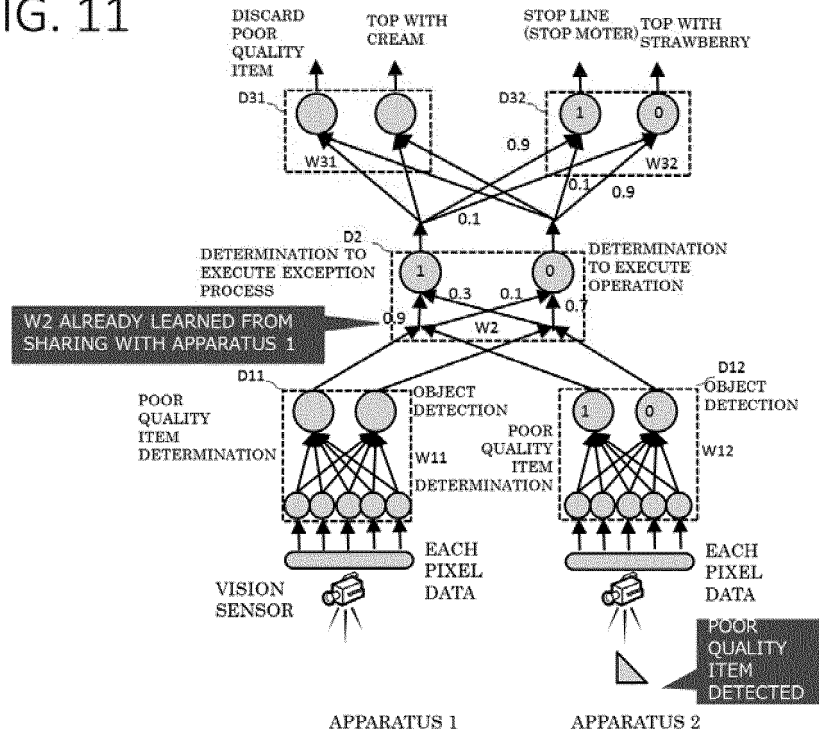 IG. 11
DISCARD
POOR
QUALITY
ITEM
TOP WITH
CREAM
STOP LINE
(STOP MOTER)
TOP WITH
STRAWBERRY
D31
D32
1
0
W31
W32
0.9
0.1
0.9
0.1
D2
DETERMINATION TO
EXECUTE EXCEPTION
PROCESS
1
0
DETERMINATION
TO EXECUTE
OPERATION
0.3
0.1
0.9
0.7
W2
W2 ALREADY LEARNED FROM
SHARING WITH APPARATUS 1
D11
D12
POOR
QUALITY
ITEM
DETERMINATION
OBJECT
DETECTION
W11
POOR
QUALITY
ITEM
DETERMINATION
1
0
OBJECT
DETECTION
W12
VISION
SENSOR
EACH
PIXEL
DATA
EACH
PIXEL
DATA
POOR
QUALITY
ITEM
DETECTED
APPARATUS 1
APPARATUS 2